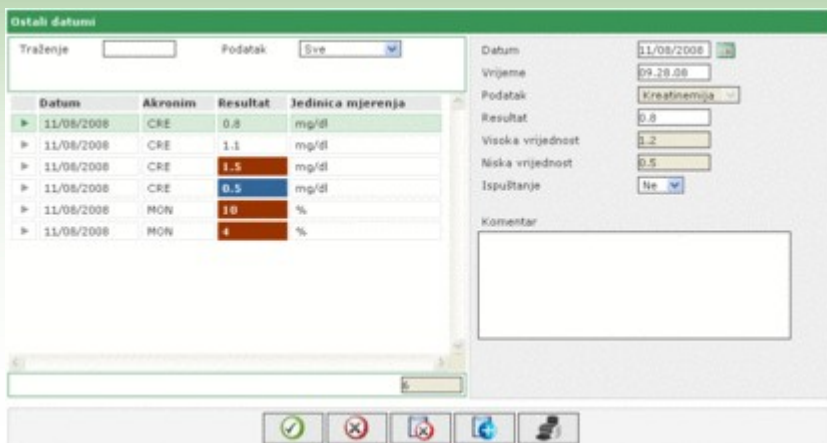 Ostali datumi
Traženje Podatak Sve
Datum Akronim Resultat Jedinica mjerenja
11/08/2008 CRE 0.8 mg/dl
11/08/2008 CRE 1.1 mg/dl
11/08/2008 CRE 1.5 mg/dl
11/08/2008 CRE 0.5 mg/dl
11/08/2008 MON 10 %
11/08/2008 MON 4 %
6
Datum 11/08/2008
Vrijeme 09.28.08
Podatak Kreatinemija
Resultat 0.8
Visoka vrijednost 1.2
Niska vrijednost 0.5
Ispuštanje Ne
Komentar